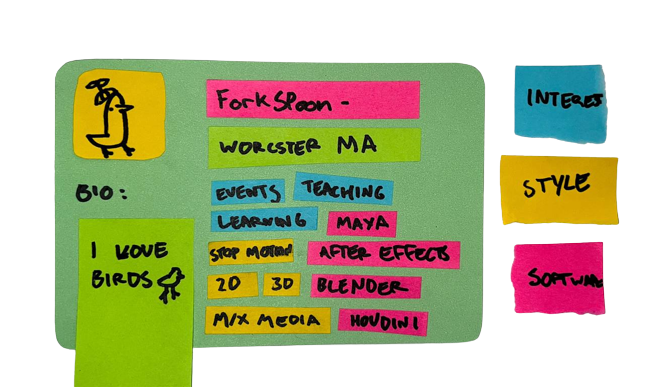 ForkSpoon -
WORCSTER MA
BIO:
I LOVE
BIRDS
EVENTS TEACHING
LEARNING MAYA
STOP MOTION AFTER EFFECTS
2D 3D BLENDER
MIX MEDIA HOUDINI
INTERES
STYLE
SOFTWAR